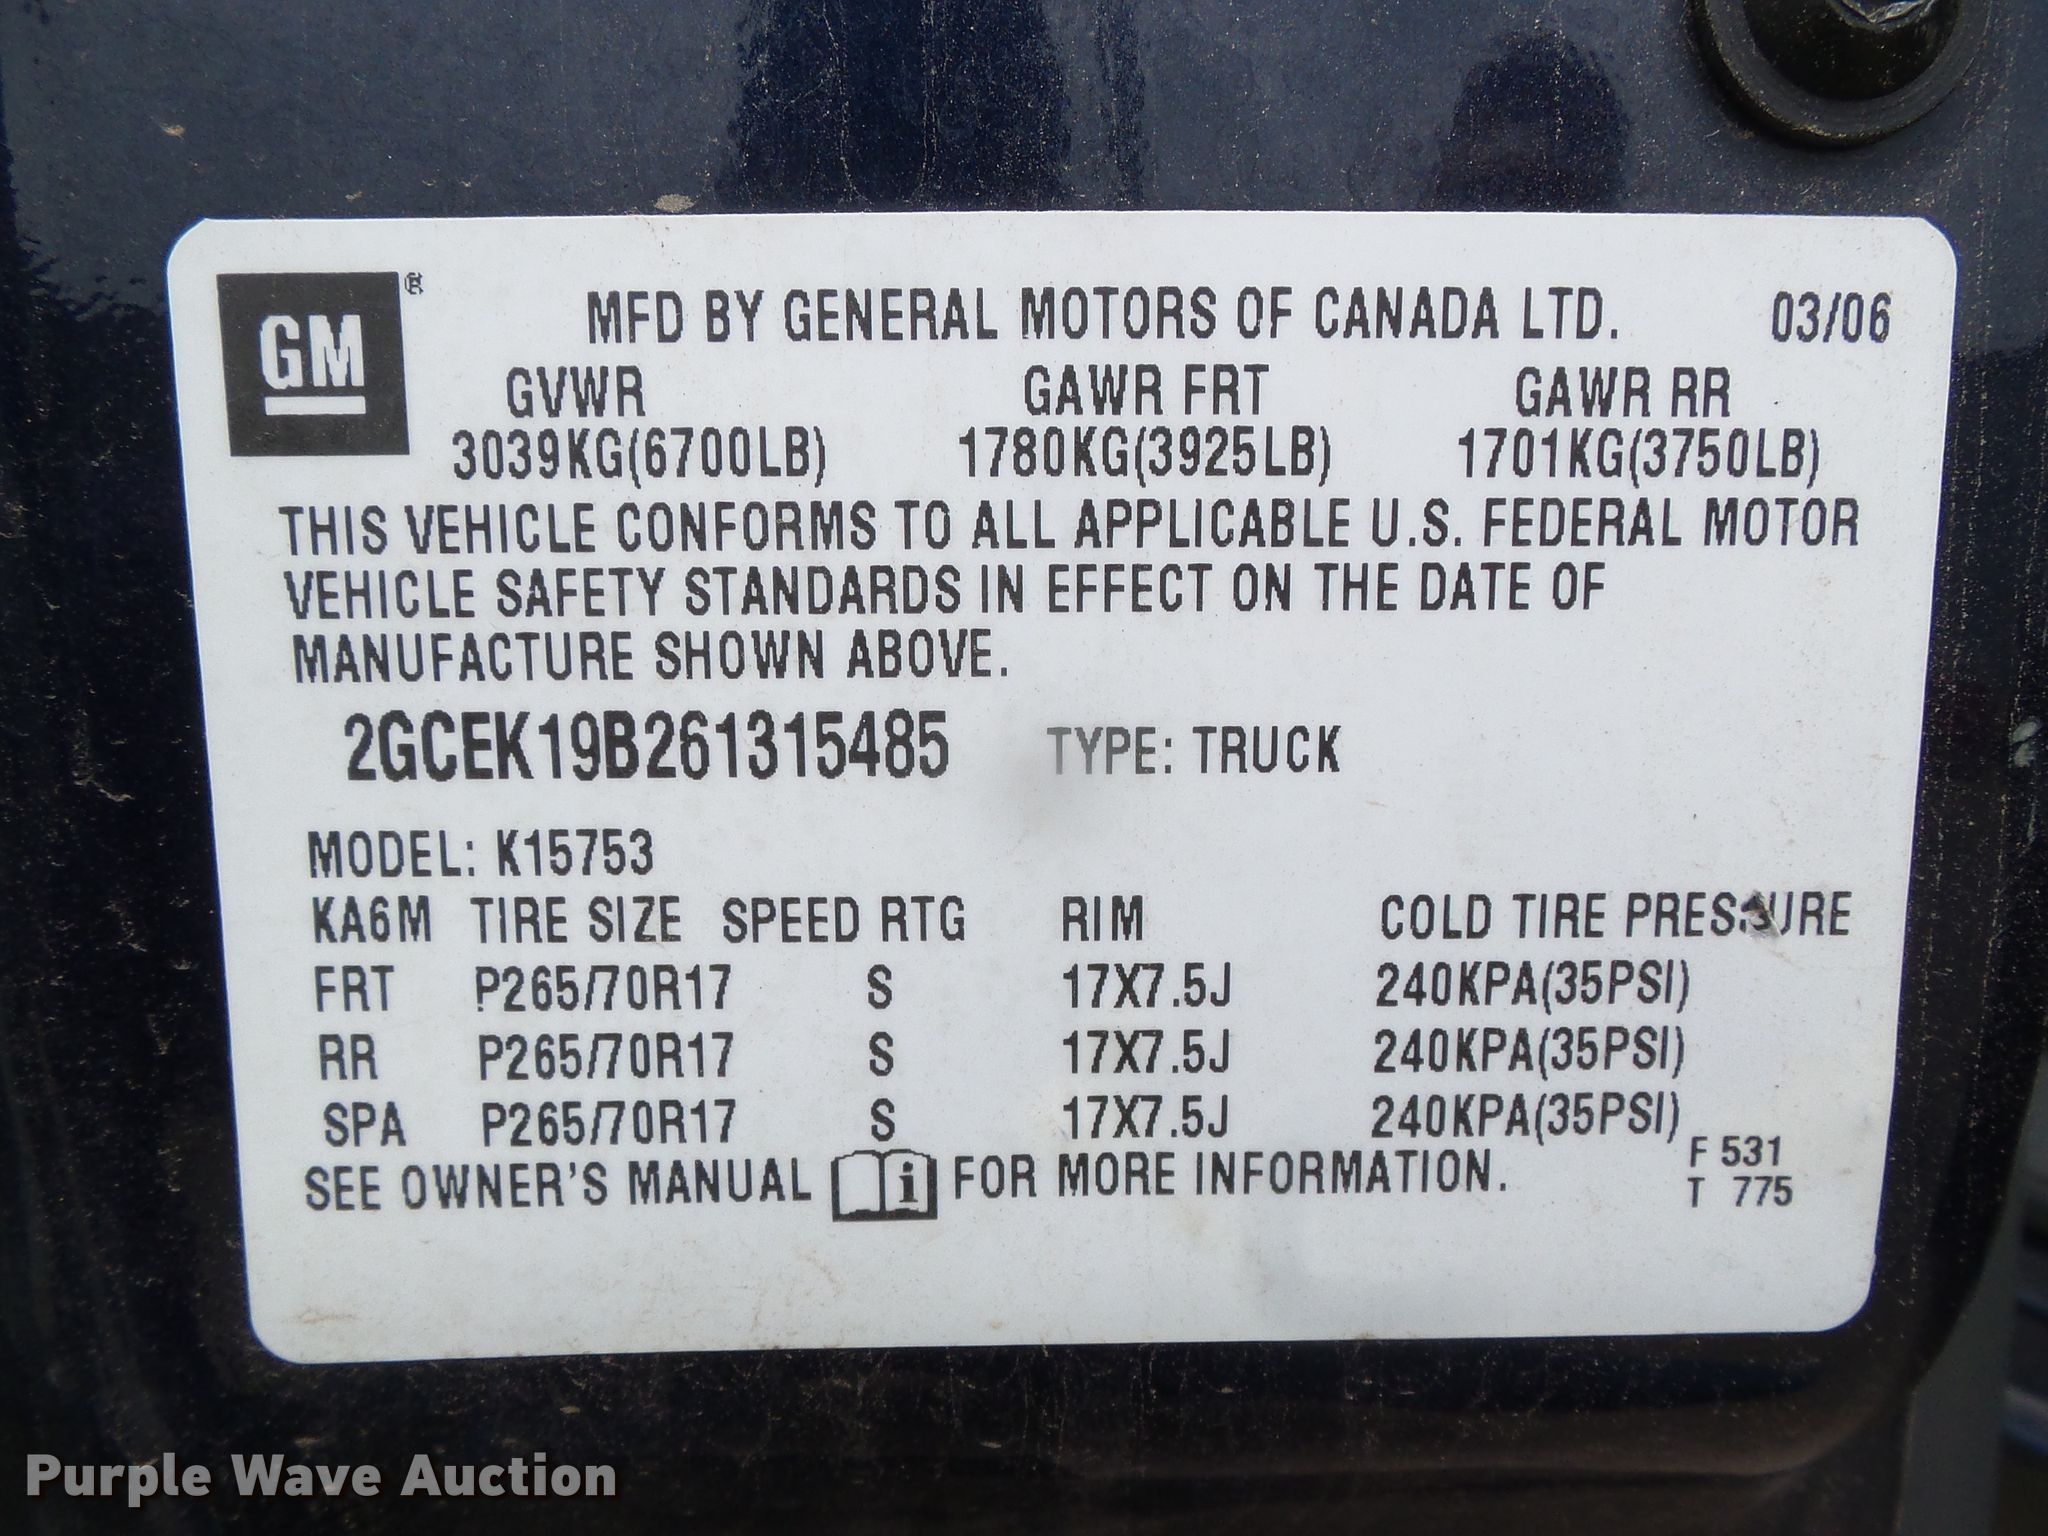 GM ®
MFD BY GENERAL MOTORS OF CANADA LTD. 03/06
GVWR GAWR FRT GAWR RR
3039KG(6700LB) 1780KG(3925LB) 1701KG(3750LB)
THIS VEHICLE CONFORMS TO ALL APPLICABLE U.S. FEDERAL MOTOR
VEHICLE SAFETY STANDARDS IN EFFECT ON THE DATE OF
MANUFACTURE SHOWN ABOVE.
2GCEK19B261315485 TYPE: TRUCK
MODEL: K15753
KA6M TIRE SIZE SPEED RTG RIM COLD TIRE PRESSURE
FRT P265/70R17 S 17X7.5J 240KPA(35PSI)
RR P265/70R17 S 17X7.5J 240KPA(35PSI)
SPA P265/70R17 S 17X7.5J 240KPA(35PSI)
SEE OWNER'S MANUAL i FOR MORE INFORMATION.
F 531
T 775
Purple Wave Auction